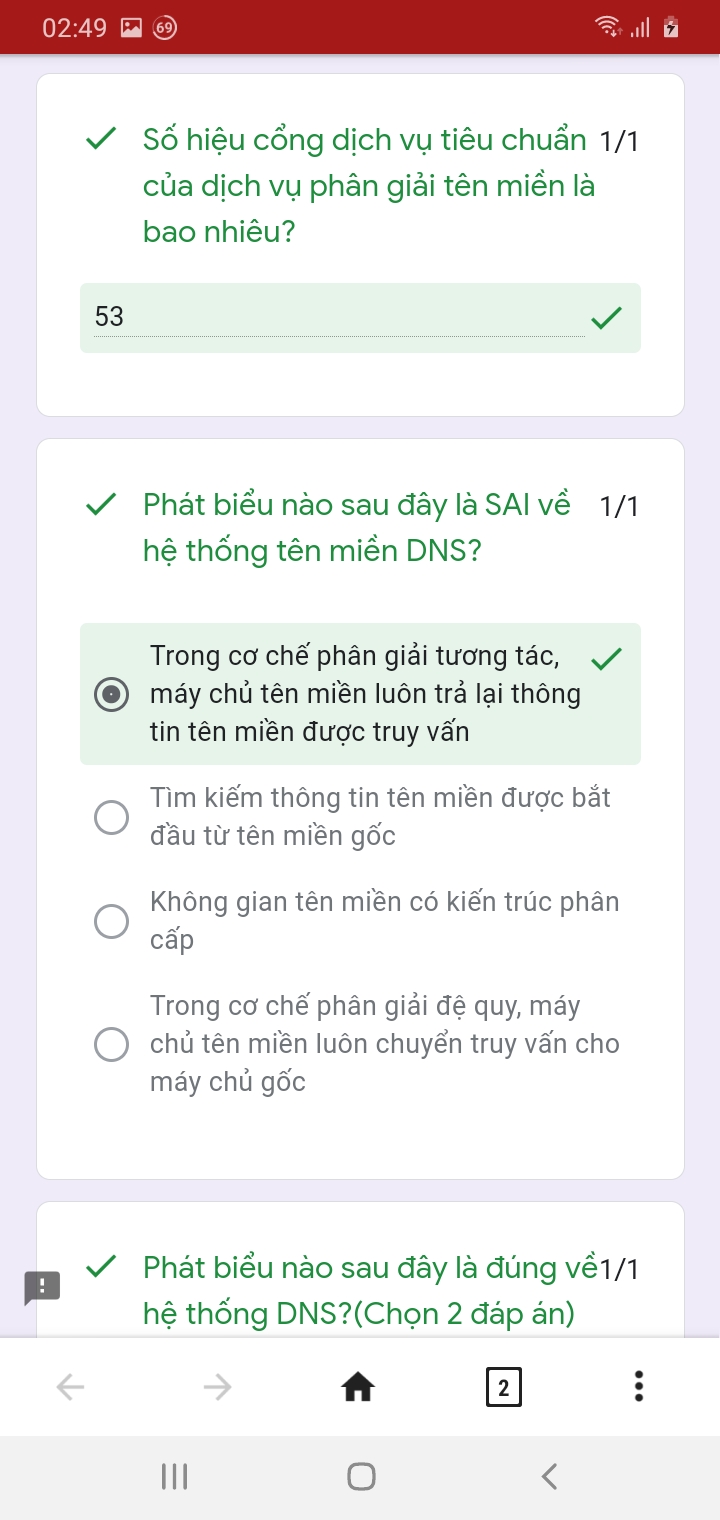 02:49
69
Số hiệu cổng dịch vụ tiêu chuẩn 1/1
của dịch vụ phân giải tên miền là
bao nhiêu?
53
Phát biểu nào sau đây là SAI về 1/1
hệ thống tên miền DNS?
Trong cơ chế phân giải tương tác,
máy chủ tên miền luôn trả lại thông
tin tên miền được truy vấn
Tìm kiếm thông tin tên miền được bắt
đầu từ tên miền gốc
Không gian tên miền có kiến trúc phân
cấp
Trong cơ chế phân giải đệ quy, máy
chủ tên miền luôn chuyển truy vấn cho
máy chủ gốc
Phát biểu nào sau đây là đúng về 1/1
hệ thống DNS?(Chọn 2 đáp án)
2